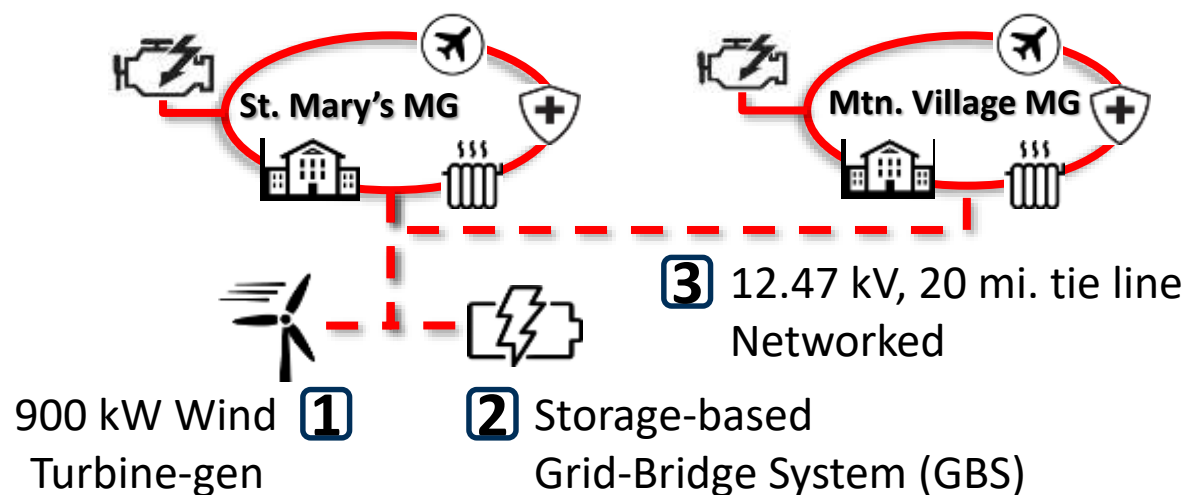 St. Mary's MG
Mtn. Village MG
3 12.47 kV, 20 mi. tie line
Networked
900 kW Wind 1
Turbine-gen
2 Storage-based
Grid-Bridge System (GBS)